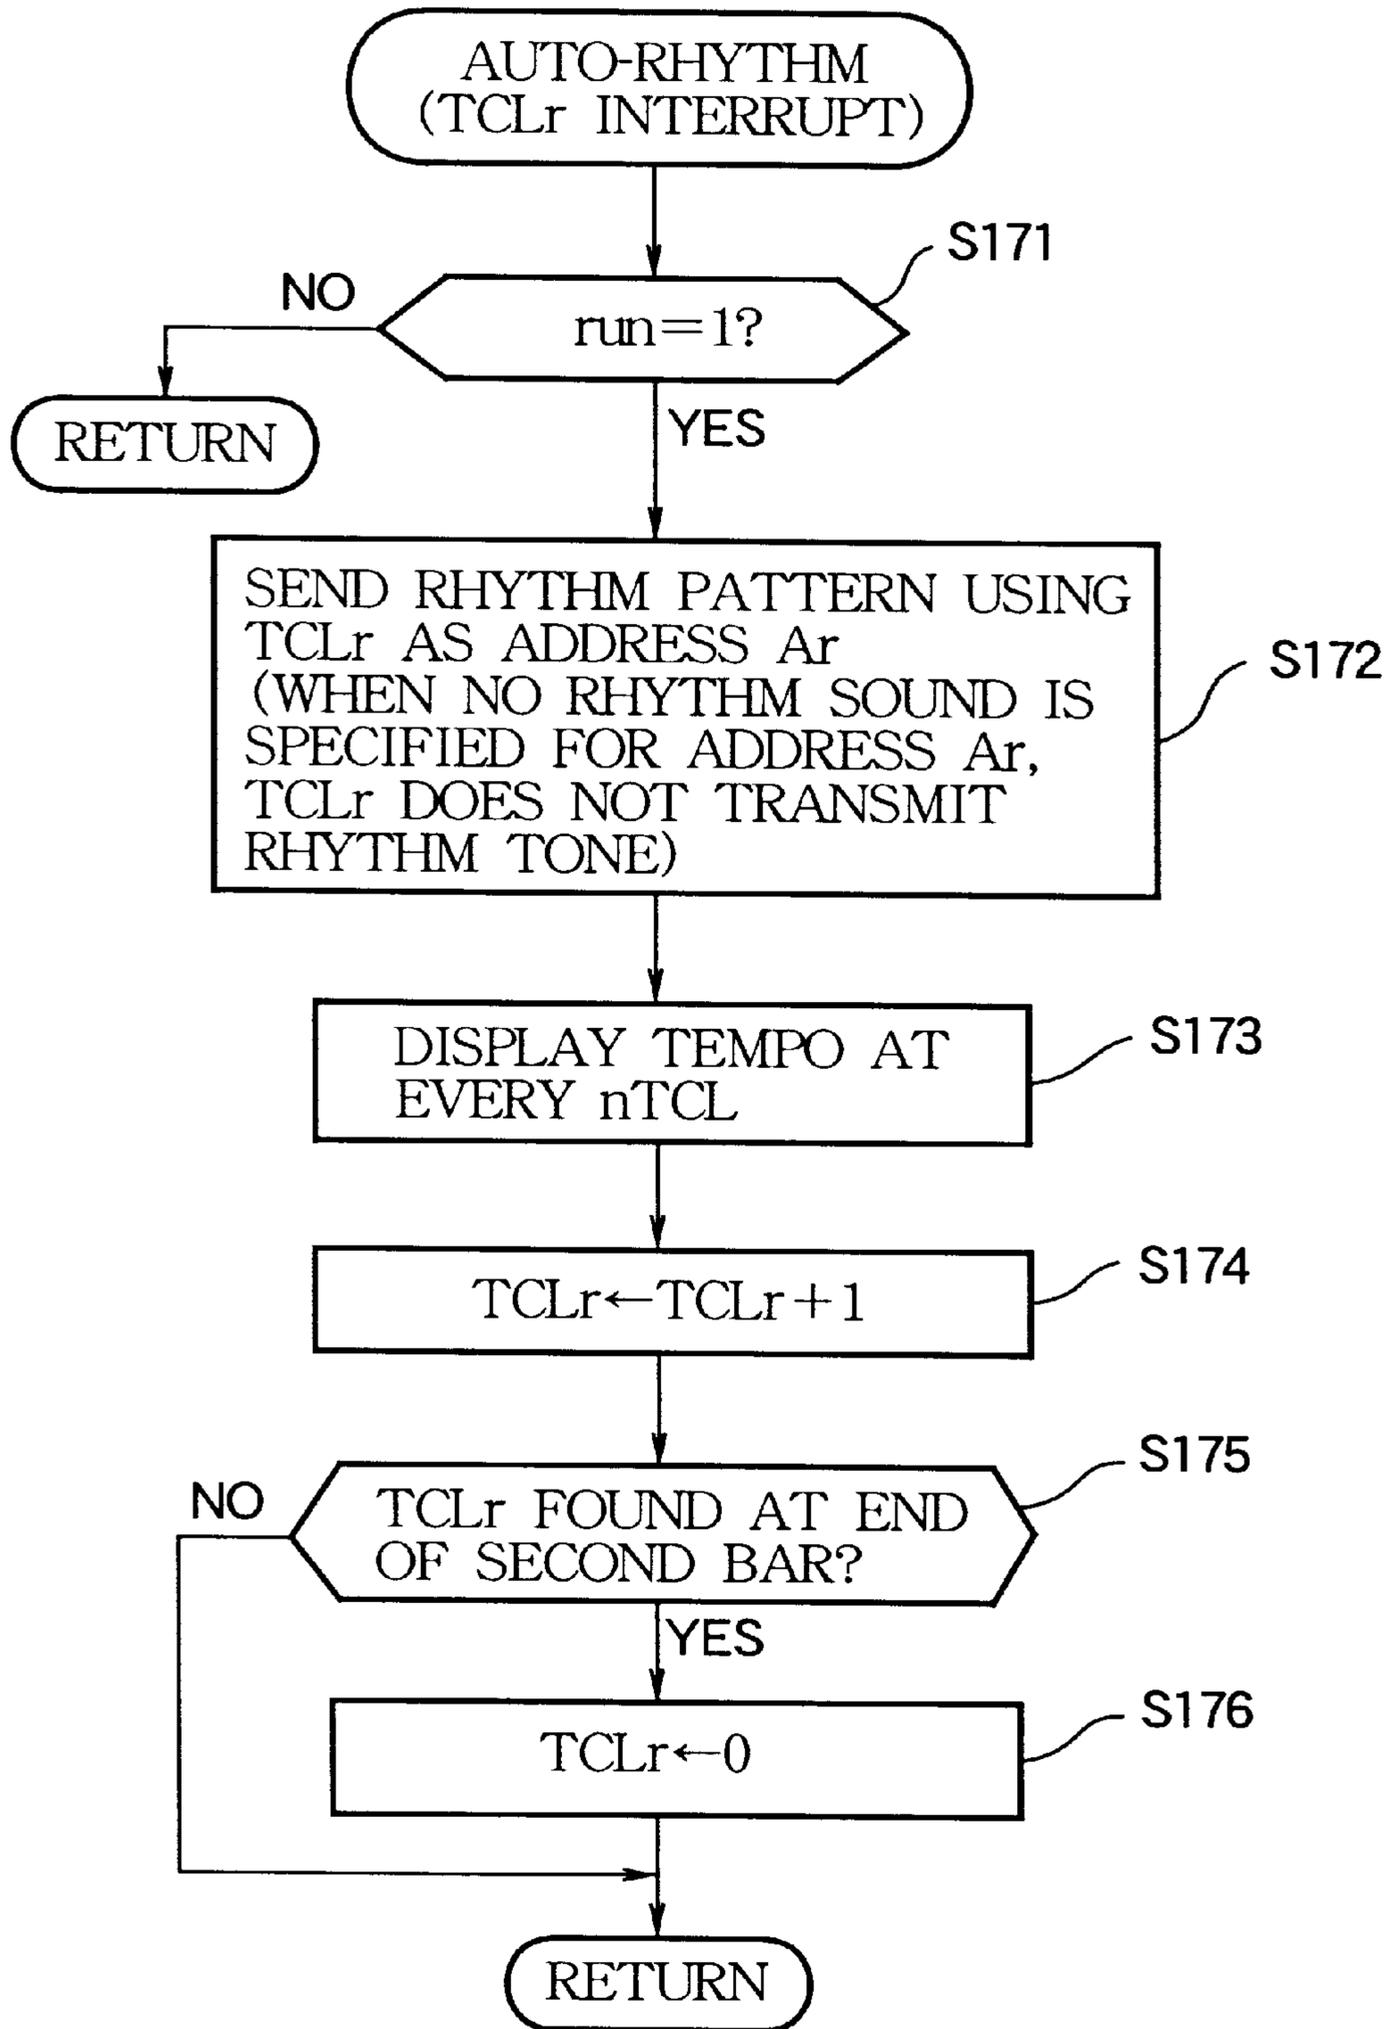 AUTO-RHYTHM
(TCLr INTERRUPT)
S171
NO
run=1?
RETURN
YES
SEND RHYTHM PATTERN USING
TCLr AS ADDRESS Ar
(WHEN NO RHYTHM SOUND IS
SPECIFIED FOR ADDRESS Ar,
TCLr DOES NOT TRANSMIT
RHYTHM TONE)
S172
DISPLAY TEMPO AT
EVERY nTCL
S173
TCLr←TCLr+1
S174
S175
NO
TCLr FOUND AT END
OF SECOND BAR?
YES
S176
TCLr←0
RETURN